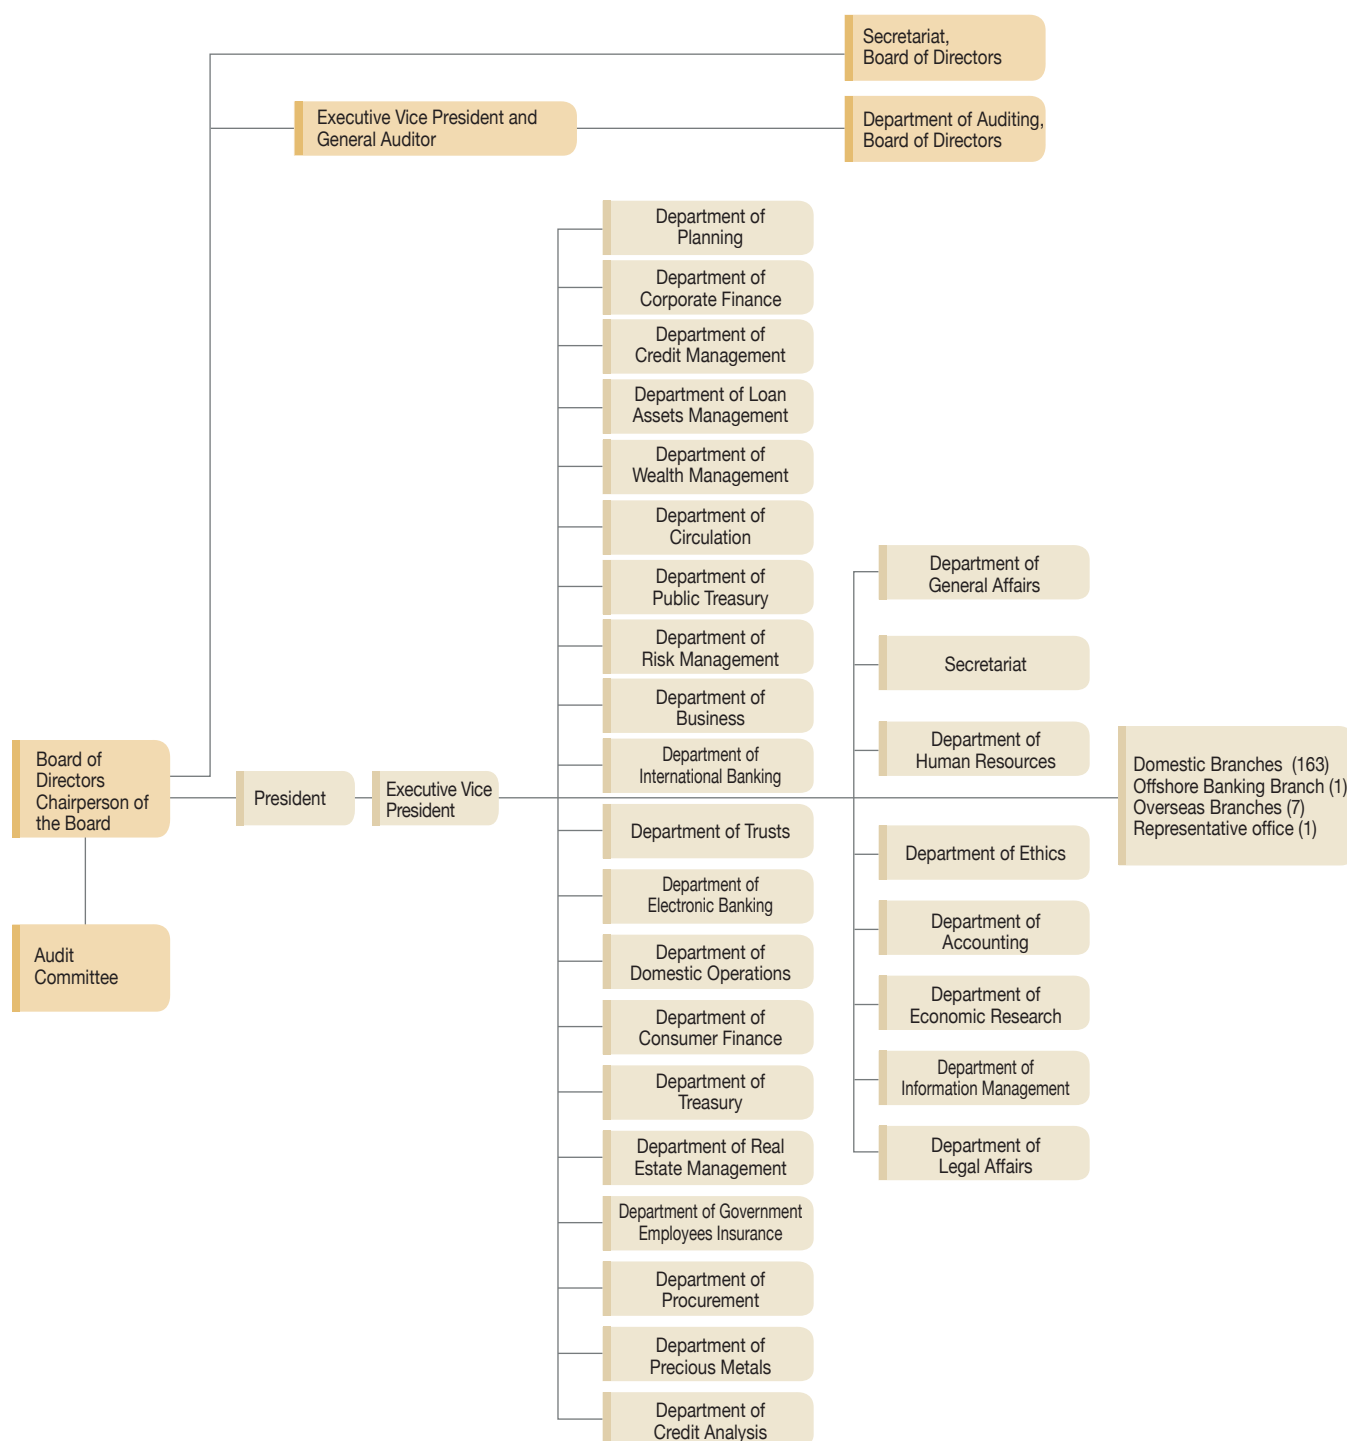 Secretariat,
Board of Directors
Executive Vice President and
General Auditor
Department of Auditing,
Board of Directors
Department of
Planning
Department of
Corporate Finance
Department of
Credit Management
Department of Loan
Assets Management
Department of
Wealth Management
Department of
Circulation
Department of
Public Treasury
Department of
Risk Management
Department of
Business
Department of
International Banking
Department of Trusts
Department of
Electronic Banking
Department of
Domestic Operations
Department of
Consumer Finance
Department of
Treasury
Department of Real
Estate Management
Department of Government
Employees Insurance
Department of
Procurement
Department of
Precious Metals
Department of
Credit Analysis
Board of
Directors
Chairperson of
the Board
President
Executive Vice
President
Audit
Committee
Department of
General Affairs
Secretariat
Department of
Human Resources
Department of Ethics
Department of
Accounting
Department of
Economic Research
Department of
Information Management
Department of
Legal Affairs
Domestic Branches (163)
Offshore Banking Branch (1)
Overseas Branches (7)
Representative office (1)